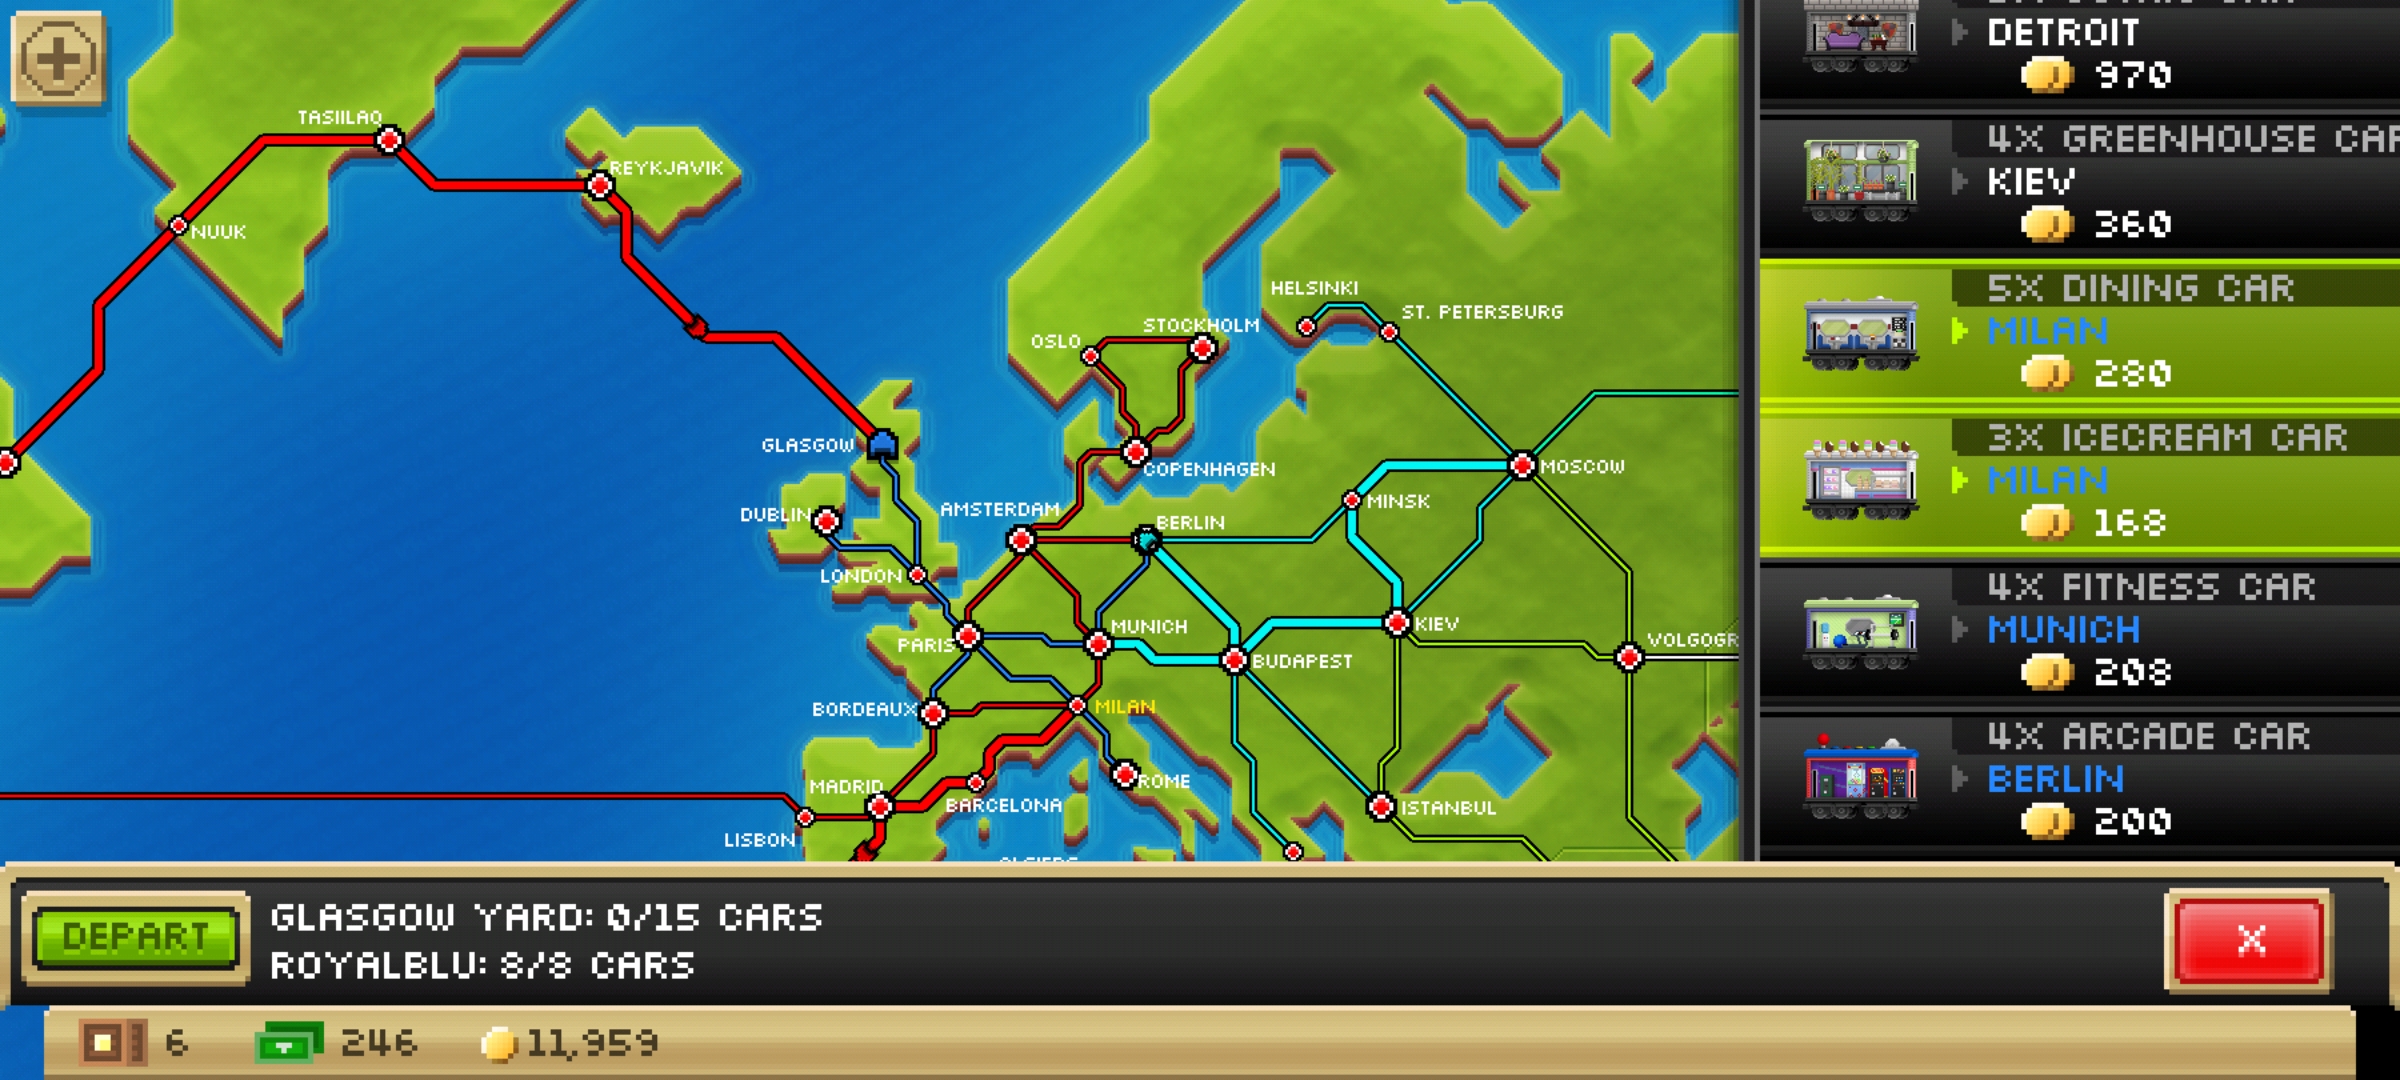 TASIILAQ
REYKJAVIK
NUUK
HELSINKI
ST. PETERSBURG
STOCKHOLM
OSLO
GLASGOW
COPENHAGEN
MOSCOW
MINSK
DUBLIN
AMSTERDAM
BERLIN
LONDON
MUNICH
KIEV
PARIS
VOLGOGR
BUDAPEST
BORDEAUX
MILAN
MADRID
ROME
BARCELONA
ISTANBUL
LISBON
DETROIT
970
4X GREENHOUSE CAR
KIEV
360
5X DINING CAR
MILAN
280
3X ICECREAM CAR
MILAN
168
4X FITNESS CAR
MUNICH
208
4X ARCADE CAR
BERLIN
200
DEPART
GLASGOW YARD: 0/15 CARS
ROYALBLU: 8/8 CARS
X
6
246
11,959